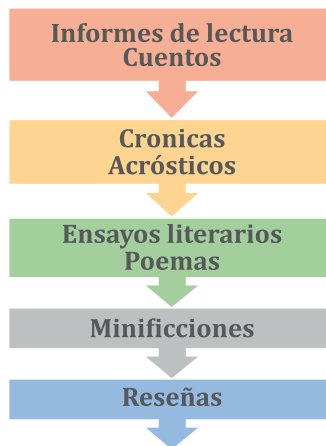 Informes de lectura
Cuentos
Cronicas
Acrósticos
Ensayos literarios
Poemas
Minificciones
Reseñas